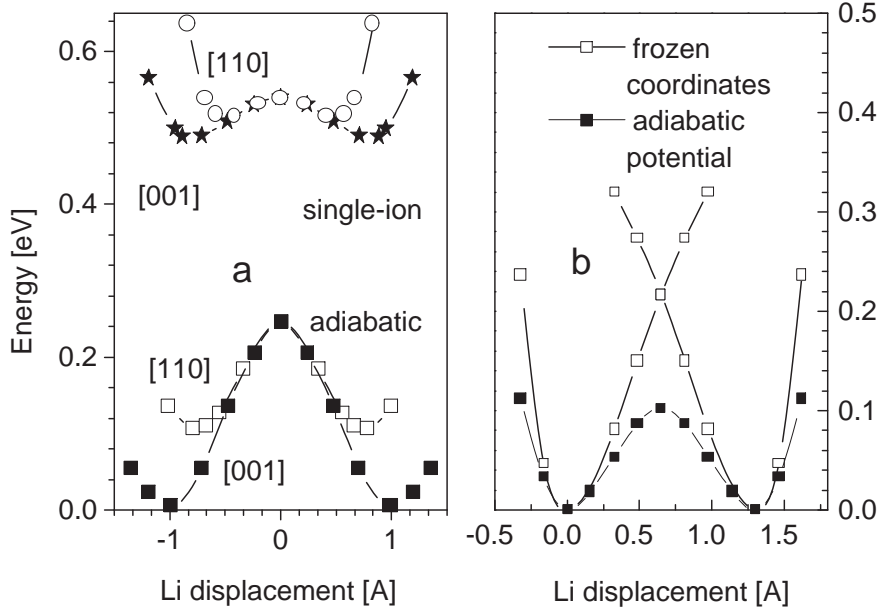 0.6
0.4
0.2
0.0
Energy [eV]
[110]
[001]
single-ion
a
adiabatic
[110]
[001]
-1
0
1
Li displacement [A]
frozen
coordinates
adiabatic
potential
b
0.5
0.4
0.3
0.2
0.1
0.0
-0.5
0.0
0.5
1.0
1.5
Li displacement [A]